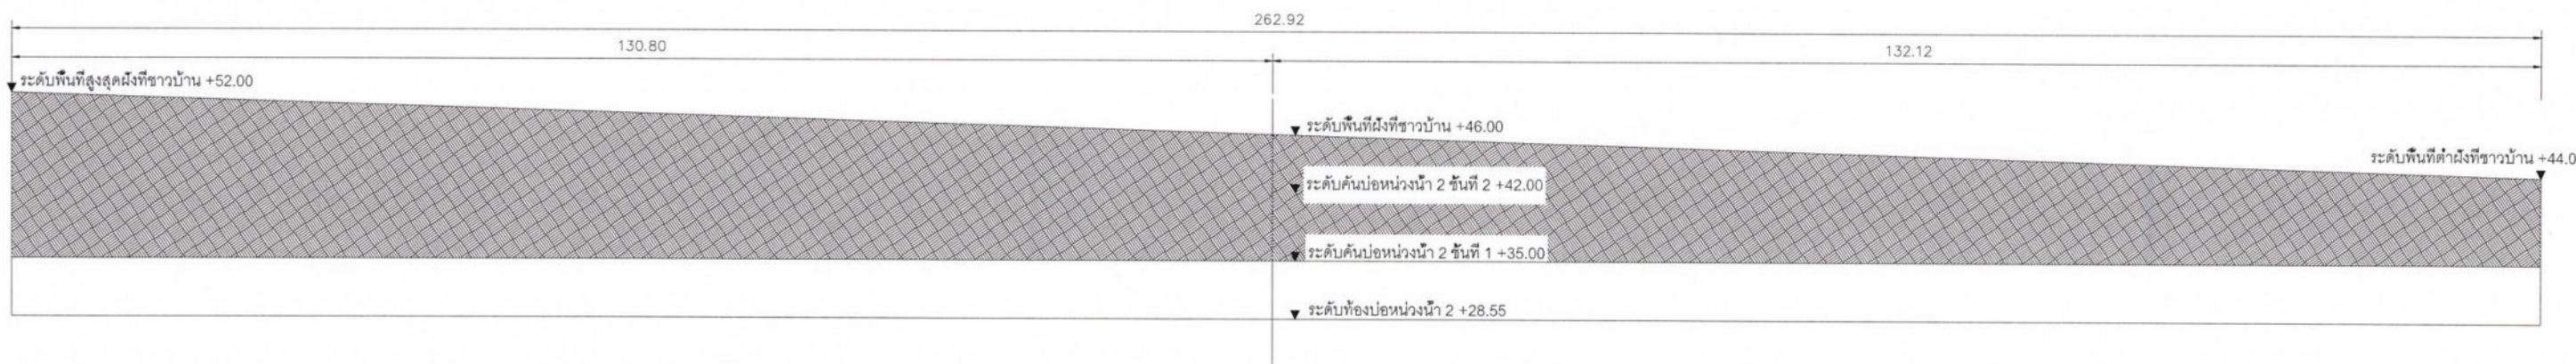 262.92
130.80
132.12
ระดับพื้นที่สูงสุดฝั่งที่ชาวบ้าน +52.00
ระดับพื้นที่ฝั่งที่ชาวบ้าน +46.00
ระดับพื้นที่ต่ำฝั่งที่ชาวบ้าน +44.0
ระดับคันบ่อหน่วงน้ำ 2 ชั้นที่ 2 +42.00
ระดับคันบ่อหน่วงน้ำ 2 ชั้นที่ 1 +35.00
ระดับท้องบ่อหน่วงน้ำ 2 +28.55